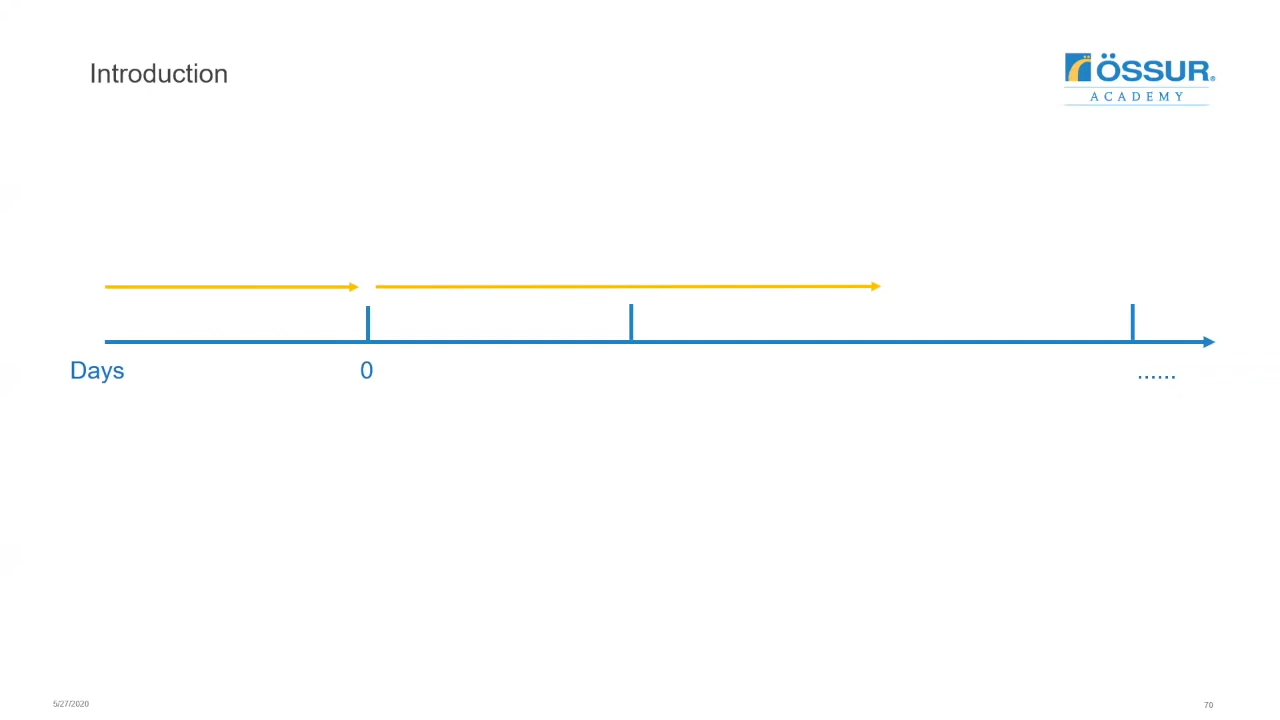 Introduction
ÖSSUR®
ACADEMY
Days
0
......
5/27/2020
70